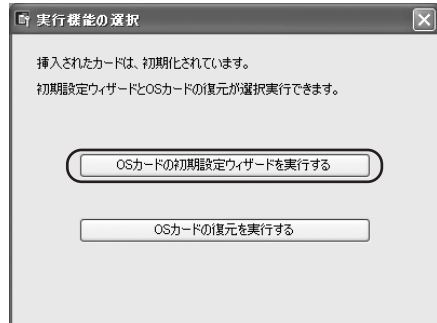 実行機能の選択
挿入されたカードは、初期化されています。
初期設定ウィザードとOSカードの復元が選択実行できます。
OSカードの初期設定ウィザードを実行する
OSカードの復元を実行する